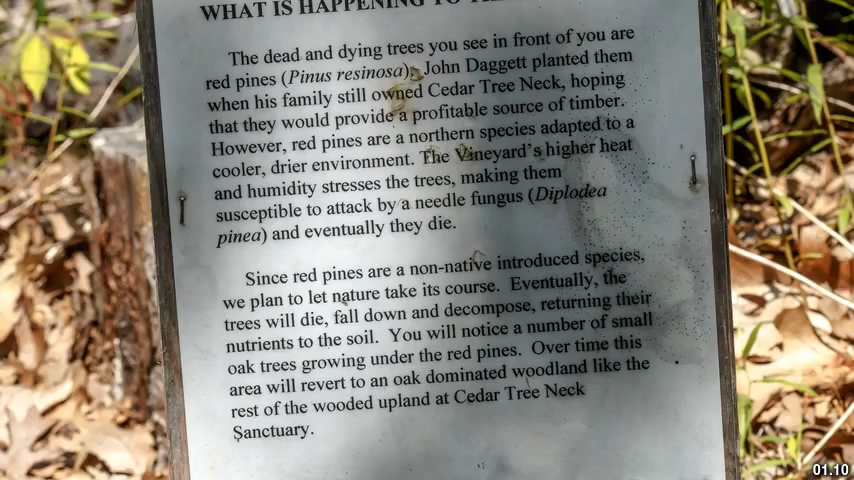 WHAT IS HAPPENING TO
The dead and dying trees you see in front of you are
red pines (Pinus resinosa). John Daggett planted them
when his family still owned Cedar Tree Neck, hoping
that they would provide a profitable source of timber.
However, red pines are a northern species adapted to a
cooler, drier environment. The Vineyard's higher heat
and humidity stresses the trees, making them
susceptible to attack by a needle fungus (Diplodea
pinea) and eventually they die.
Since red pines are a non-native introduced species,
we plan to let nature take its course. Eventually, the
trees will die, fall down and decompose, returning their
nutrients to the soil. You will notice a number of small
oak trees growing under the red pines. Over time this
area will revert to an oak dominated woodland like the
rest of the wooded upland at Cedar Tree Neck
Sanctuary.
01.10